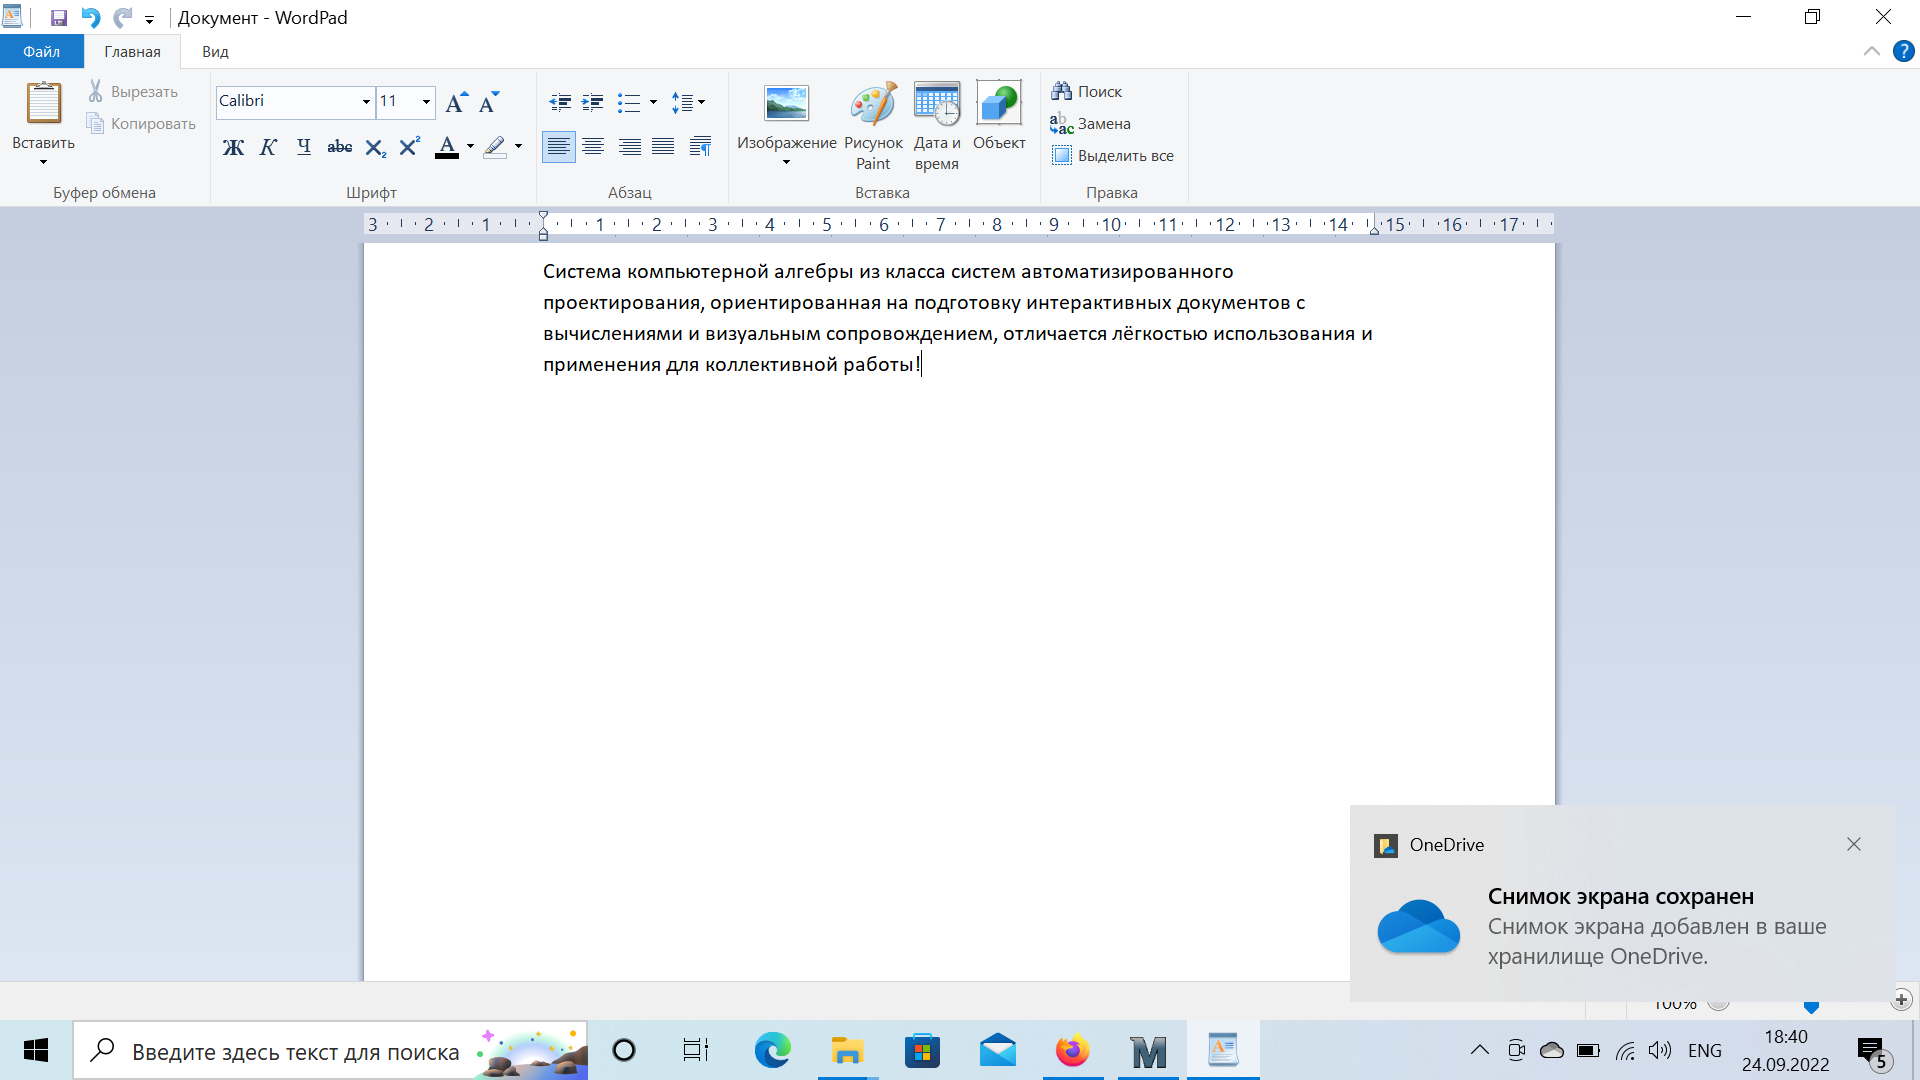 Документ - WordPad
Файл
Главная
Вид
Вставить
Вырезать
Копировать
Буфер обмена
Calibri
11
Ж К Ч abc X₂ X² A
Шрифт
Абзац
Изображение
Рисунок
Paint
Дата и
время
Объект
Вставка
Поиск
Замена
Выделить все
Правка
3 2 1 1 2 3 4 5 6 7 8 9 10 11 12 13 14 15 16 17
Система компьютерной алгебры из класса систем автоматизированного
проектирования, ориентированная на подготовку интерактивных документов с
вычислениями и визуальным сопровождением, отличается лёгкостью использования и
применения для коллективной работы!
OneDrive
Снимок экрана сохранен
Снимок экрана добавлен в ваше
хранилище OneDrive.
100%
Введите здесь текст для поиска
ENG
18:40
24.09.2022
5